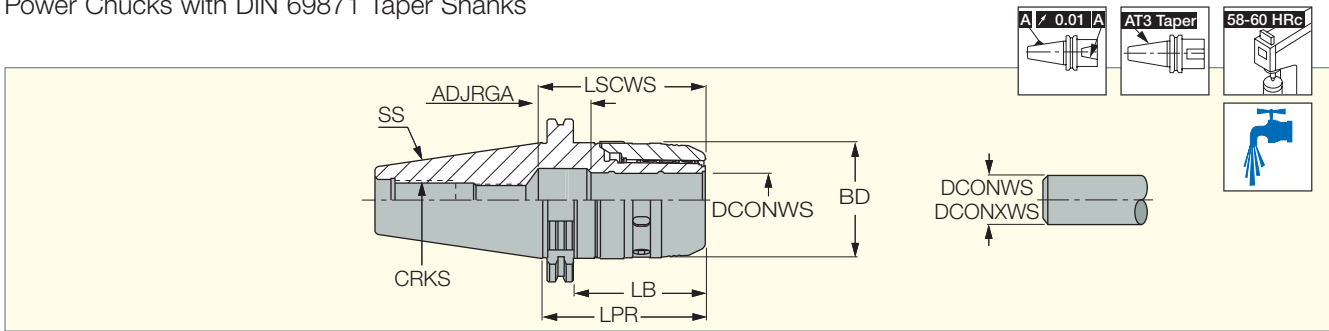 Power Chucks with DIN 69871 Taper Shanks
A ↗ 0.01 A
AT3 Taper
58-60 HRc
LSCWS
ADJRGA
SS
DCONWS
BD
CRKS
LB
LPR
DCONWS
DCONXWS